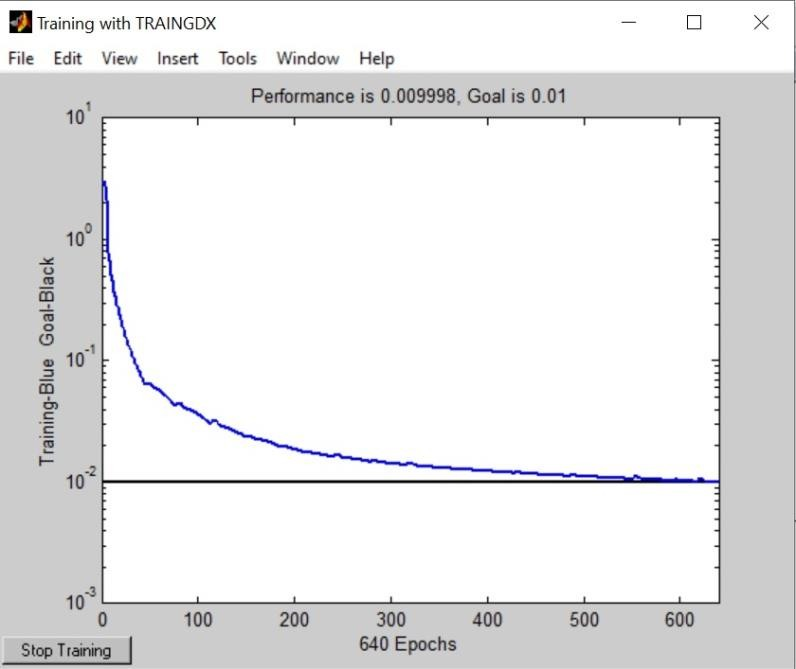 Training with TRAINGDX
File Edit View Insert Tools Window Help
Performance is 0.009998, Goal is 0.01
Training-Blue Goal-Black
10^1
10^0
10^-1
10^-2
10^-3
0 100 200 300 400 500 600
640 Epochs
Stop Training